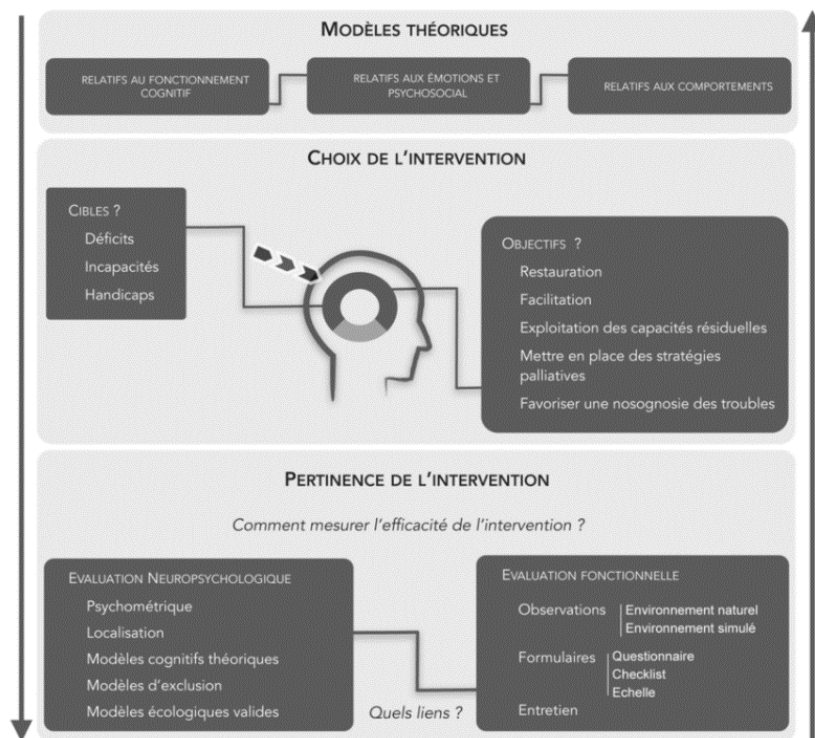 MODÈLES THÉORIQUES
RELATIFS AU FONCTIONNEMENT
COGNITIF
RELATIFS AUX ÉMOTIONS ET
PSYCHOSOCIAL
RELATIFS AUX COMPORTEMENTS
CHOIX DE L'INTERVENTION
CIBLES ?
Déficits
Incapacités
Handicaps
OBJECTIFS ?
Restauration
Facilitation
Exploitation des capacités résiduelles
Mettre en place des stratégies
palliatives
Favoriser une nosognosie des troubles
PERTINENCE DE L'INTERVENTION
Comment mesurer l'efficacité de l'intervention ?
EVALUATION NEUROPSYCHOLOGIQUE
Psychométrique
Localisation
Modèles cognitifs théoriques
Modèles d'exclusion
Modèles écologiques valides
Quels liens ?
EVALUATION FONCTIONNELLE
Observations
Environnement naturel
Environnement simulé
Formulaires
Questionnaire
Checklist
Echelle
Entretien